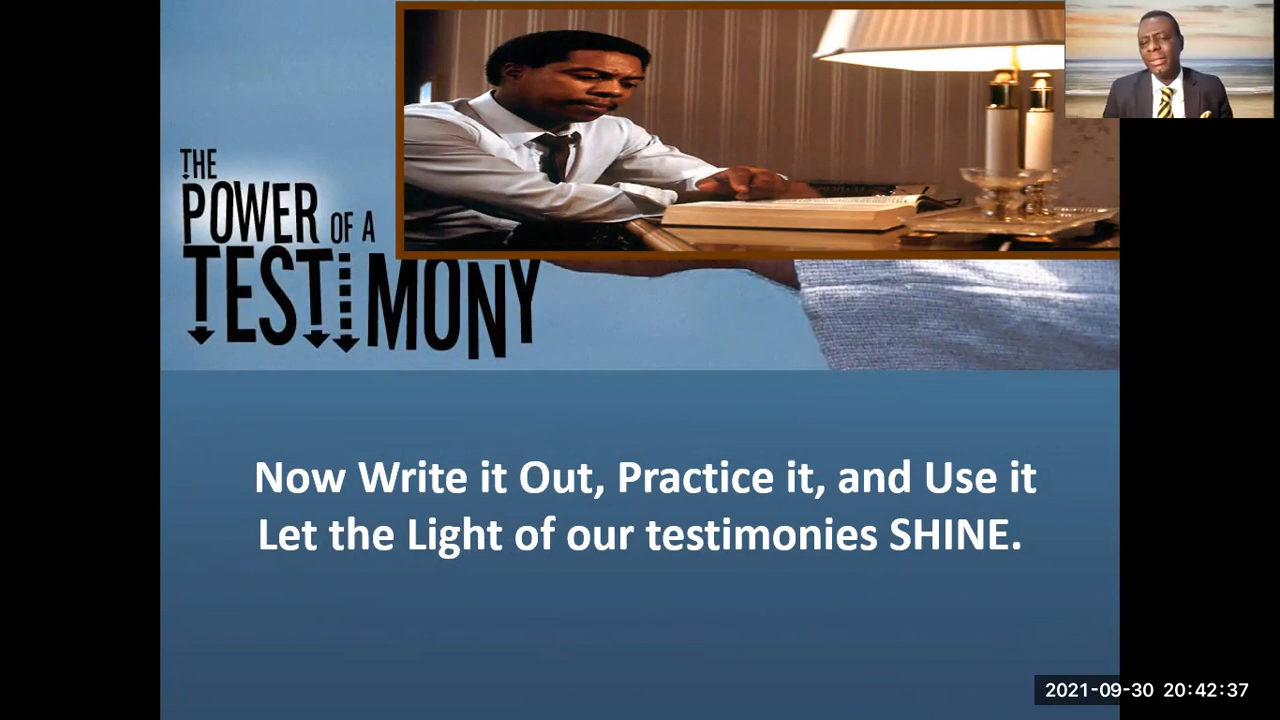 THE
POWER OF A
TESTIMONY
Now Write it Out, Practice it, and Use it
Let the Light of our testimonies SHINE.
2021-09-30 20:42:37